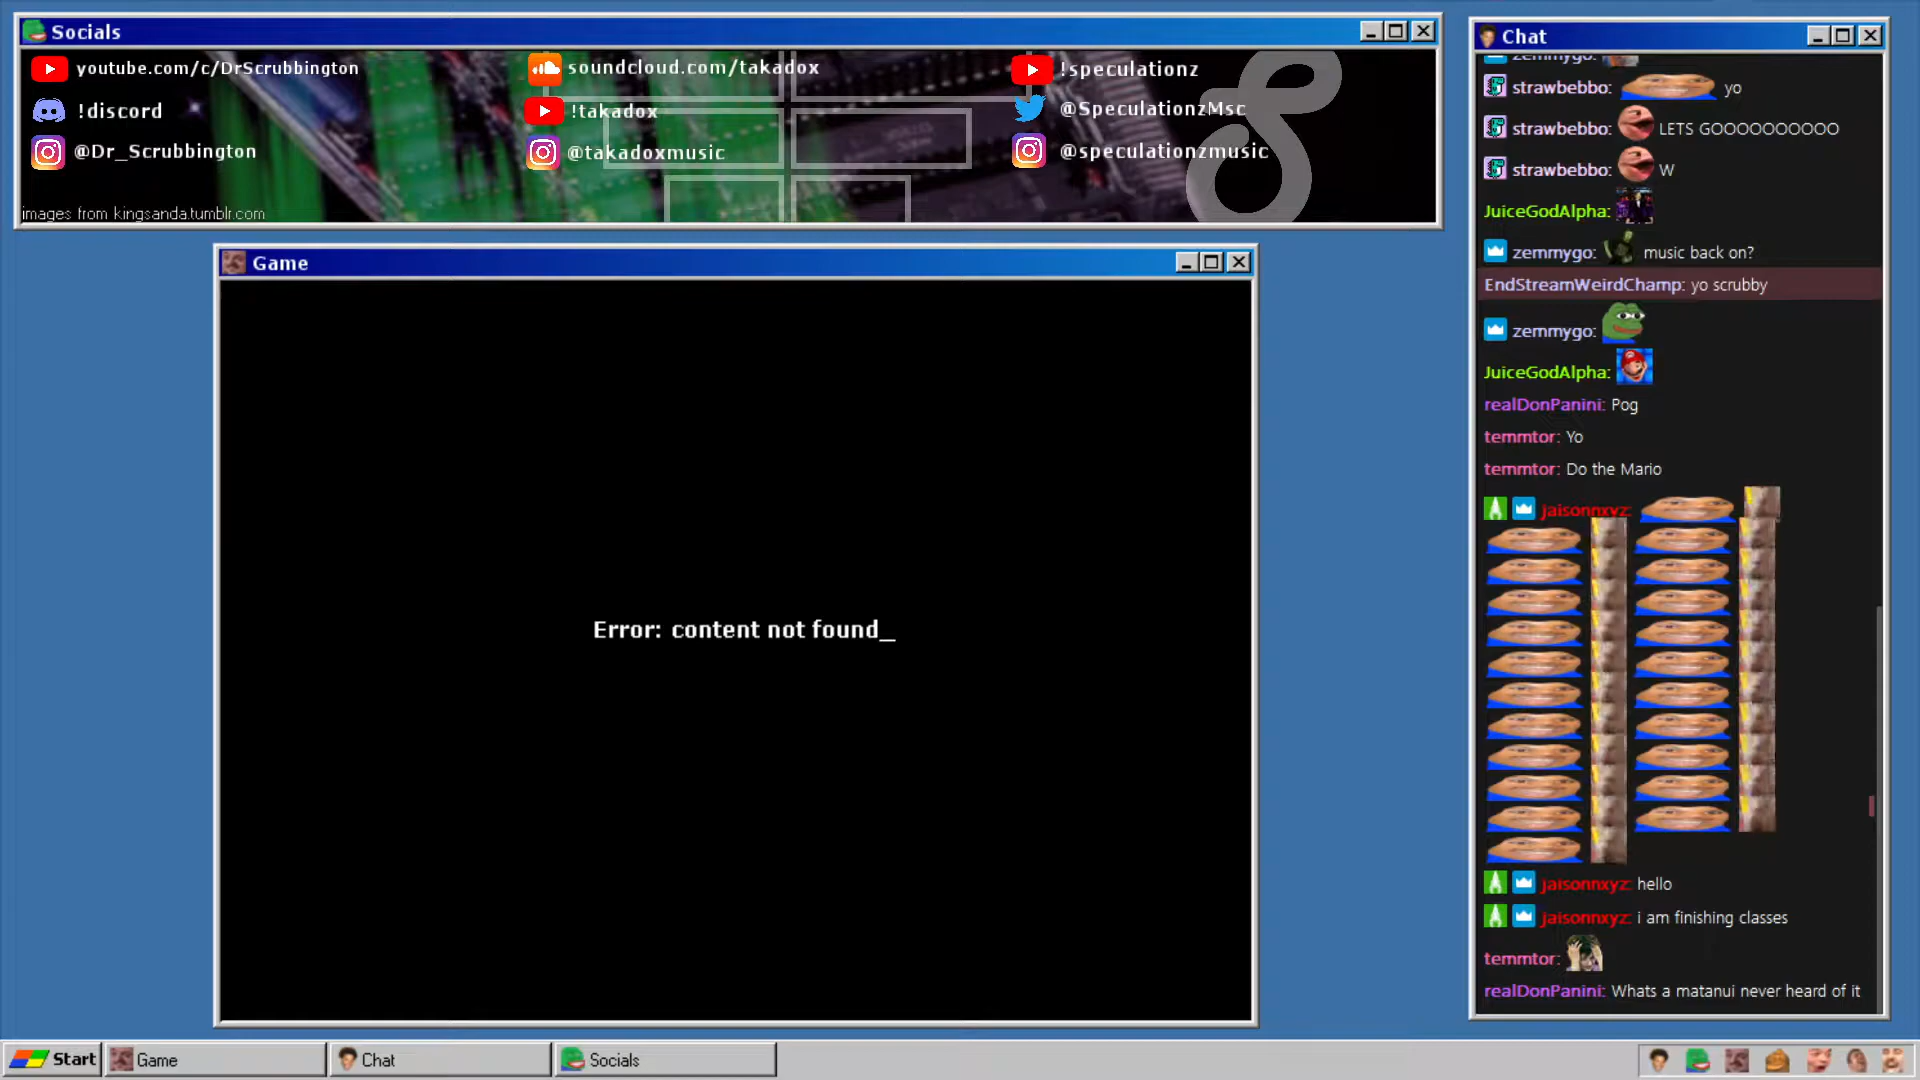 Socials
youtube.com/c/DrScrubbington
soundcloud.com/takadox
!speculationz
!discord
!takadox
@SpeculationzMsc
@Dr_Scrubbington
@takadoxmusic
@speculationzmusic
images from kingsanda.tumblr.com
Game
Error: content not found_
Chat
zemmygo:
strawbebbo: yo
strawbebbo: LETS GOOOOOOOOOO
strawbebbo: W
JuiceGodAlpha:
zemmygo: music back on?
EndStreamWeirdChamp: yo scrubby
zemmygo:
JuiceGodAlpha:
realDonPanini: Pog
temmtor: Yo
temmtor: Do the Mario
jaisonnxyz:
jaisonnxyz: hello
jaisonnxyz: i am finishing classes
temmtor:
realDonPanini: Whats a matanui never heard of it
Start
Game
Chat
Socials